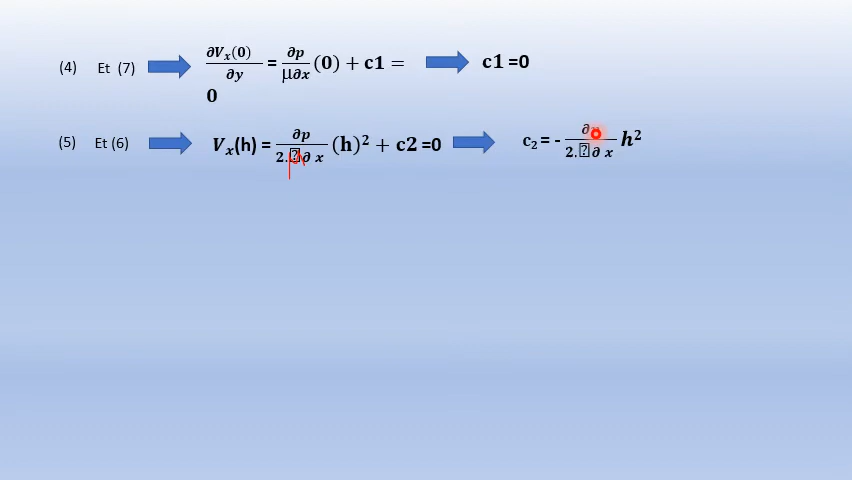 (4) Et (7) ∂Vₓ(0)/∂y = ∂p/μ∂x (0) + c1 = 0 c1 =0
(5) Et (6) Vₓ(h) = ∂p/2.μ∂ x (h)² + c2 =0 c₂ = - ∂/2.⍰∂ x h²